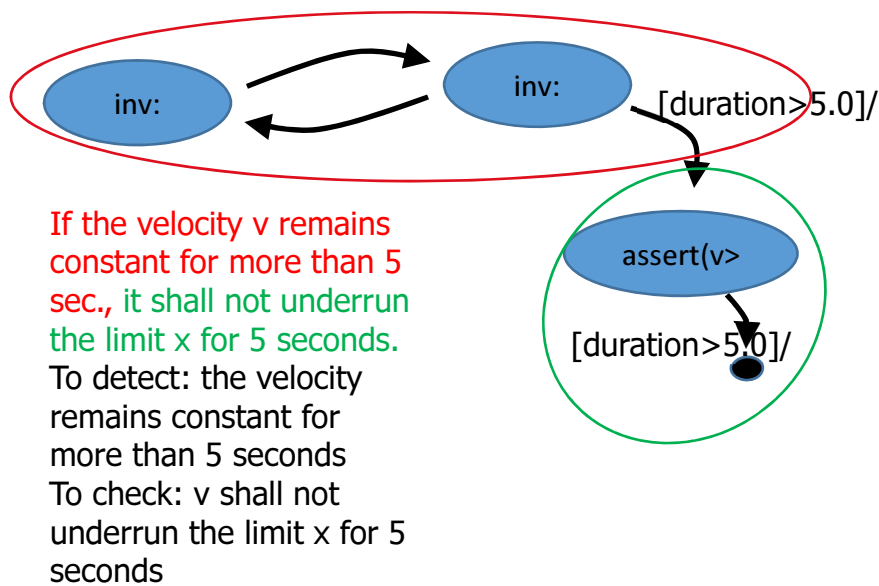 inv:
inv:
[duration>5.0]/
assert(v>
[duration>5.0]/
If the velocity v remains
constant for more than 5
sec., it shall not underrun
the limit x for 5 seconds.
To detect: the velocity
remains constant for
more than 5 seconds
To check: v shall not
underrun the limit x for 5
seconds